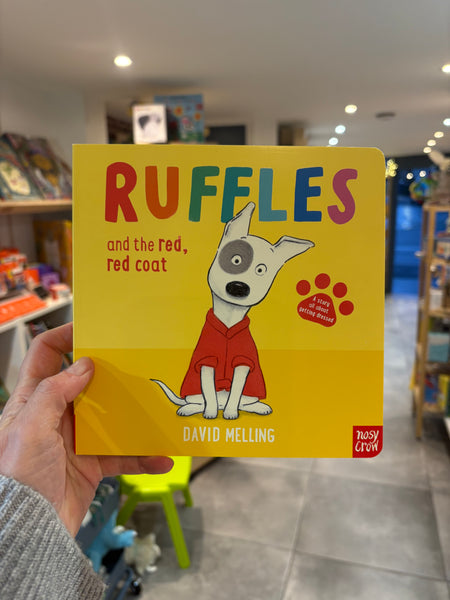 RUFFLES
and the red,
red coat
A story
all about
getting dressed
DAVID MELLING
nosy
crow